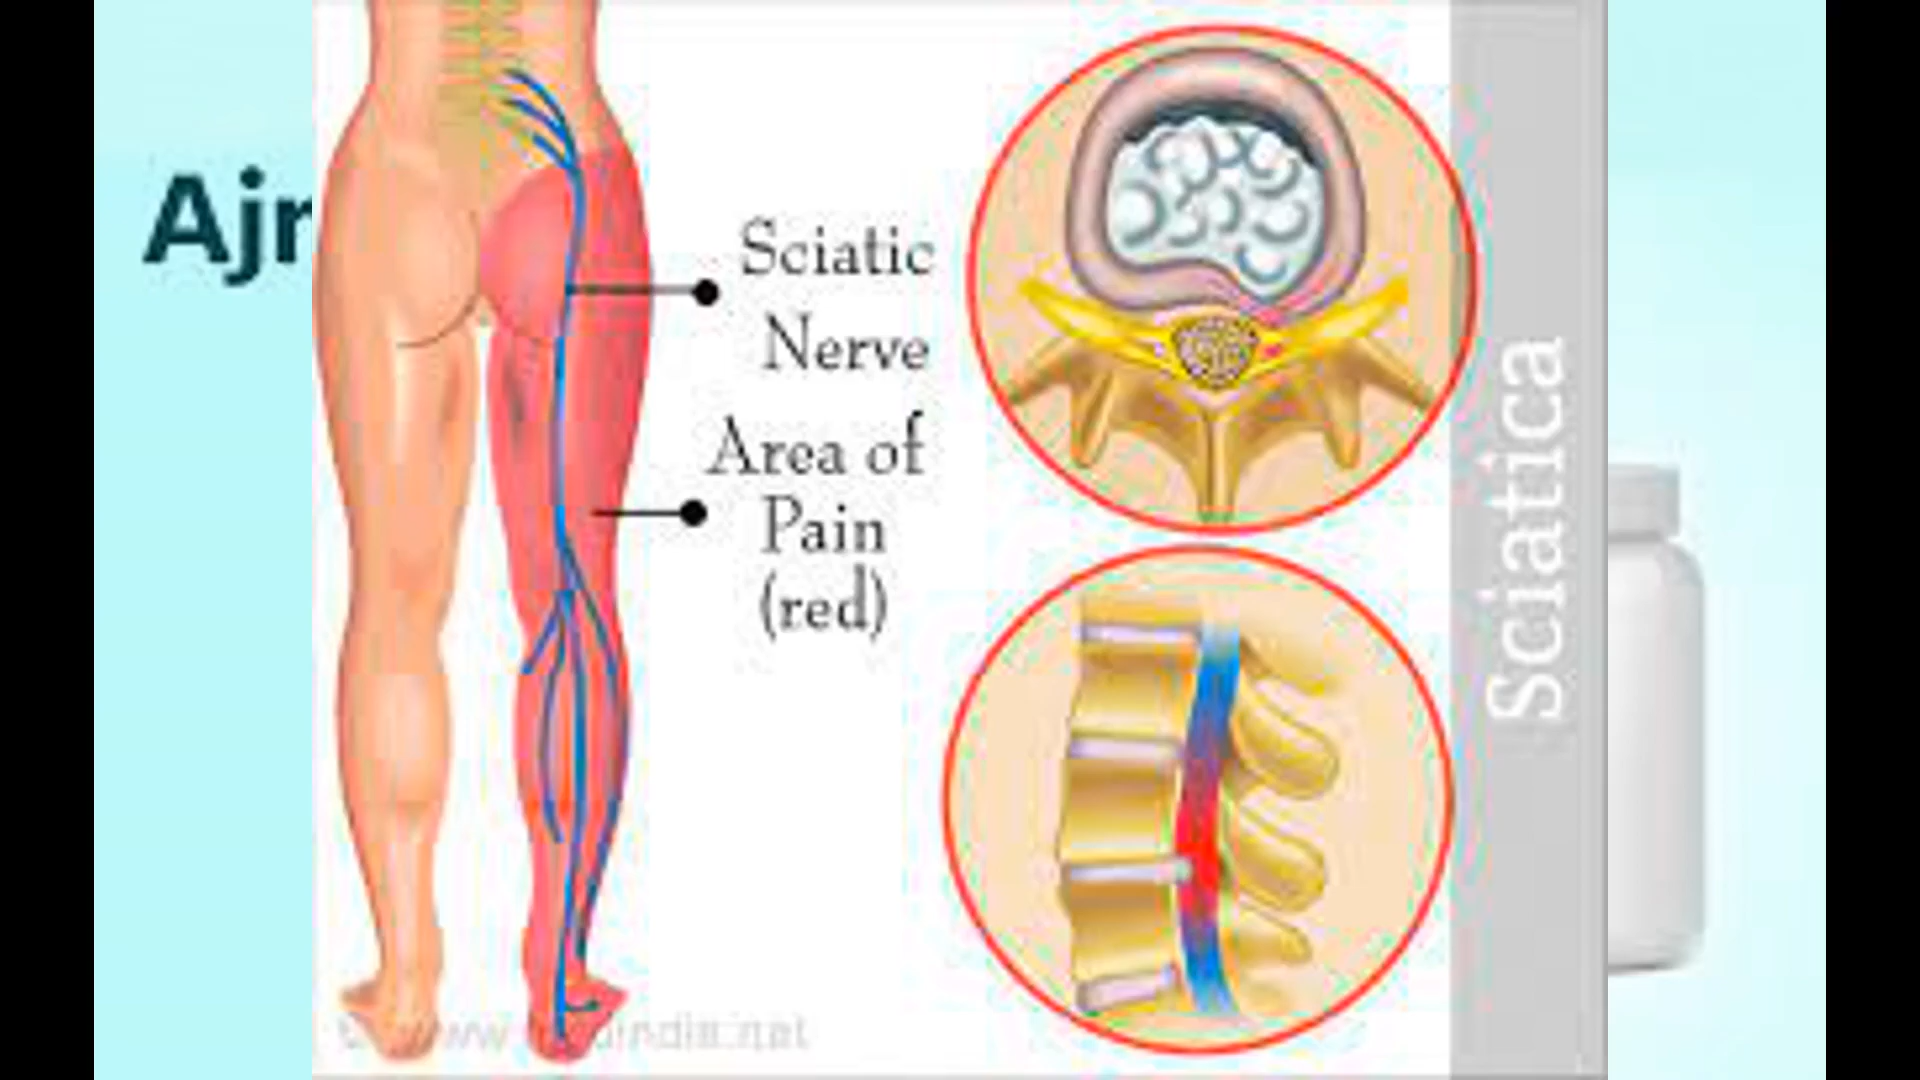 Ajr
Sciatic
Nerve
Area of
Pain
(red)
Sciatica